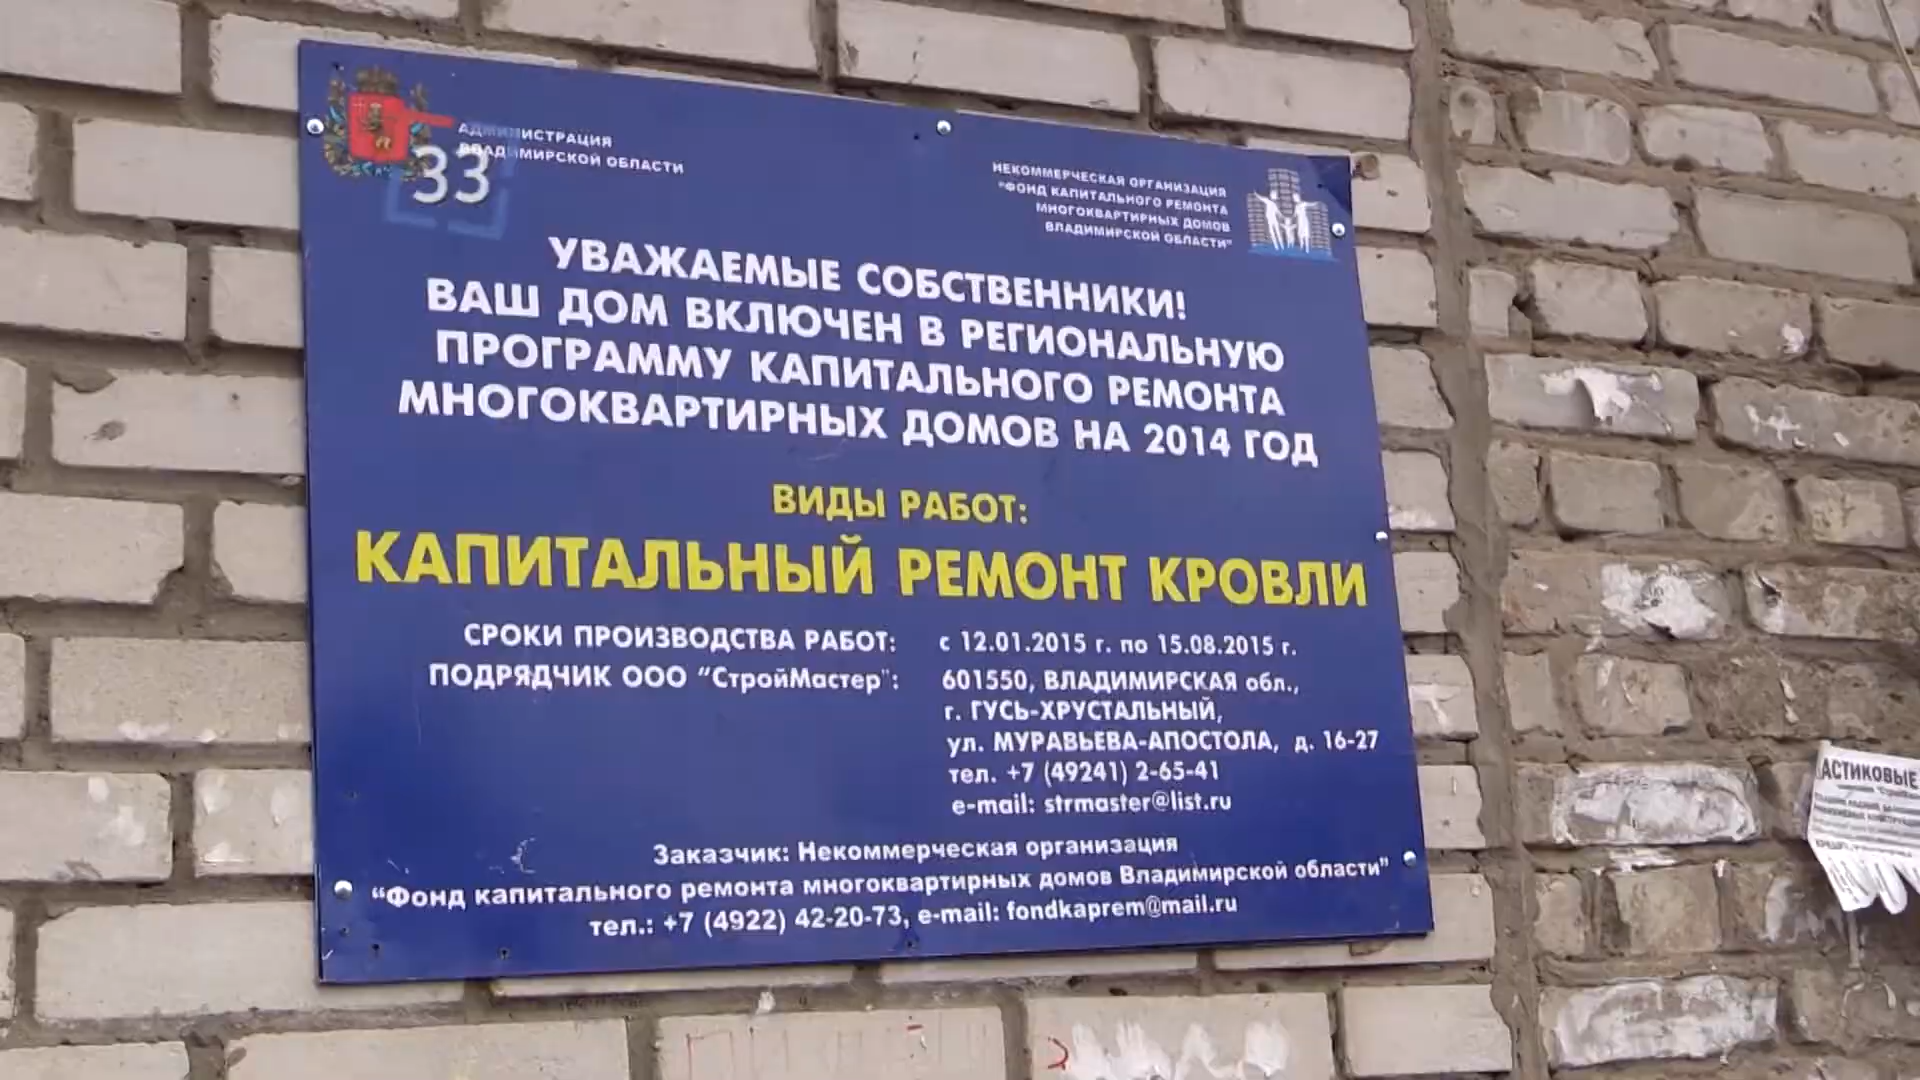 АДМИНИСТРАЦИЯ
ВЛАДИМИРСКОЙ ОБЛАСТИ
33
НЕКОММЕРЧЕСКАЯ ОРГАНИЗАЦИЯ
"ФОНД КАПИТАЛЬНОГО РЕМОНТА
МНОГОКВАРТИРНЫХ ДОМОВ
ВЛАДИМИРСКОЙ ОБЛАСТИ"
УВАЖАЕМЫЕ СОБСТВЕННИКИ!
ВАШ ДОМ ВКЛЮЧЕН В РЕГИОНАЛЬНУЮ
ПРОГРАММУ КАПИТАЛЬНОГО РЕМОНТА
МНОГОКВАРТИРНЫХ ДОМОВ НА 2014 ГОД
ВИДЫ РАБОТ:
КАПИТАЛЬНЫЙ РЕМОНТ КРОВЛИ
СРОКИ ПРОИЗВОДСТВА РАБОТ: с 12.01.2015 г. по 15.08.2015 г.
ПОДРЯДЧИК ООО "СтройМастер": 601550, ВЛАДИМИРСКАЯ обл.,
г. ГУСЬ-ХРУСТАЛЬНЫЙ,
ул. МУРАВЬЕВА-АПОСТОЛА, д. 16-27
тел. +7 (49241) 2-65-41
e-mail: strmaster@list.ru
Заказчик: Некоммерческая организация
"Фонд капитального ремонта многоквартирных домов Владимирской области"
тел.: +7 (4922) 42-20-73, e-mail: fondkaprem@mail.ru
АСТИКОВЫЕ